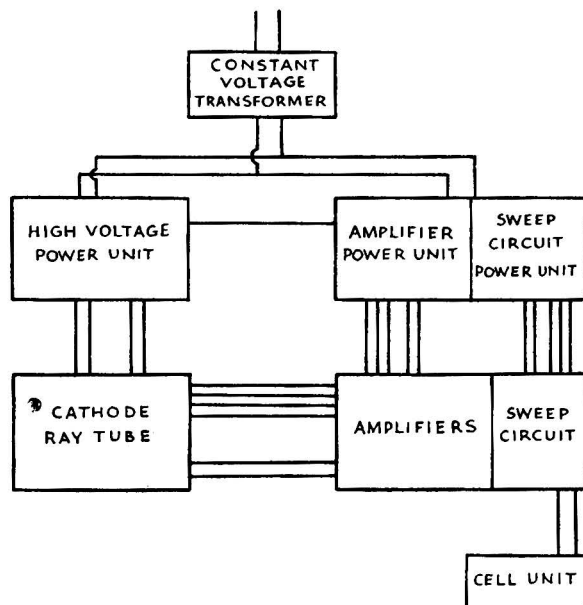 CONSTANT
VOLTAGE
TRANSFORMER
HIGH VOLTAGE
POWER UNIT
AMPLIFIER
POWER UNIT
SWEEP
CIRCUIT
POWER UNIT
CATHODE
RAY TUBE
AMPLIFIERS
SWEEP
CIRCUIT
CELL UNIT